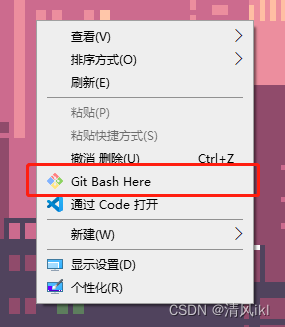 查看(V)
排序方式(O)
刷新(E)
粘贴(P)
粘贴快捷方式(S)
撤消 删除(U) Ctrl+Z
Git Bash Here
通过 Code 打开
新建(W)
显示设置(D)
个性化(R)
CSDN @清风ikl